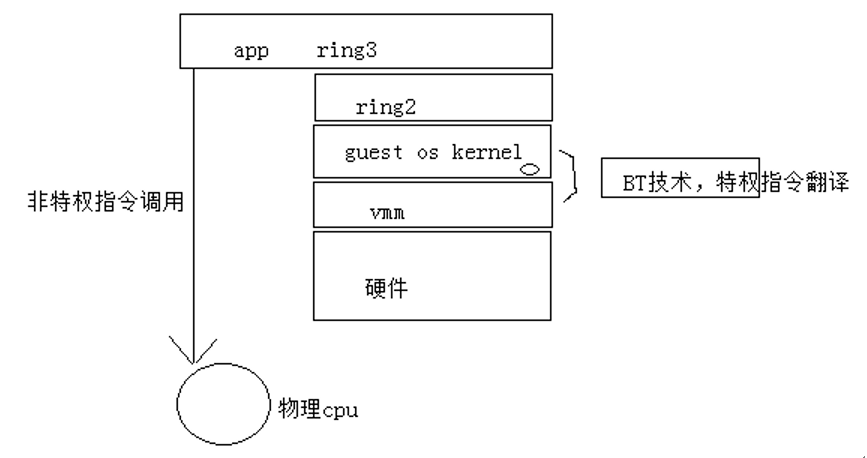 app ring3
ring2
guest os kernel
BT技术，特权指令翻译
非特权指令调用
vmm
硬件
物理cpu